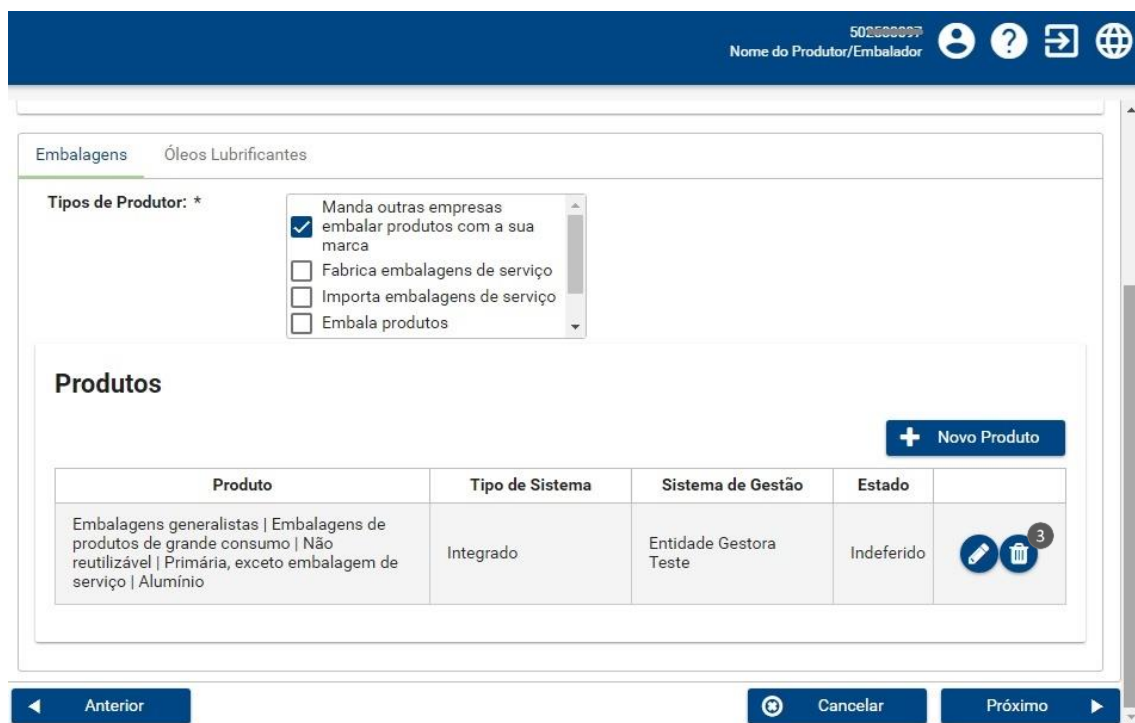 Nome do Produtor/Embalador
Embalagens Óleos Lubrificantes
Tipos de Produtor: *
Manda outras empresas
embalar produtos com a sua
marca
Fabrica embalagens de serviço
Importa embalagens de serviço
Embala produtos
Produtos
Novo Produto
Produto Tipo de Sistema Sistema de Gestão Estado
Embalagens generalistas | Embalagens de
produtos de grande consumo | Não
reutilizável | Primária, exceto embalagem de
serviço | Alumínio
Integrado
Entidade Gestora
Teste
Indeferido
3
Anterior Cancelar Próximo